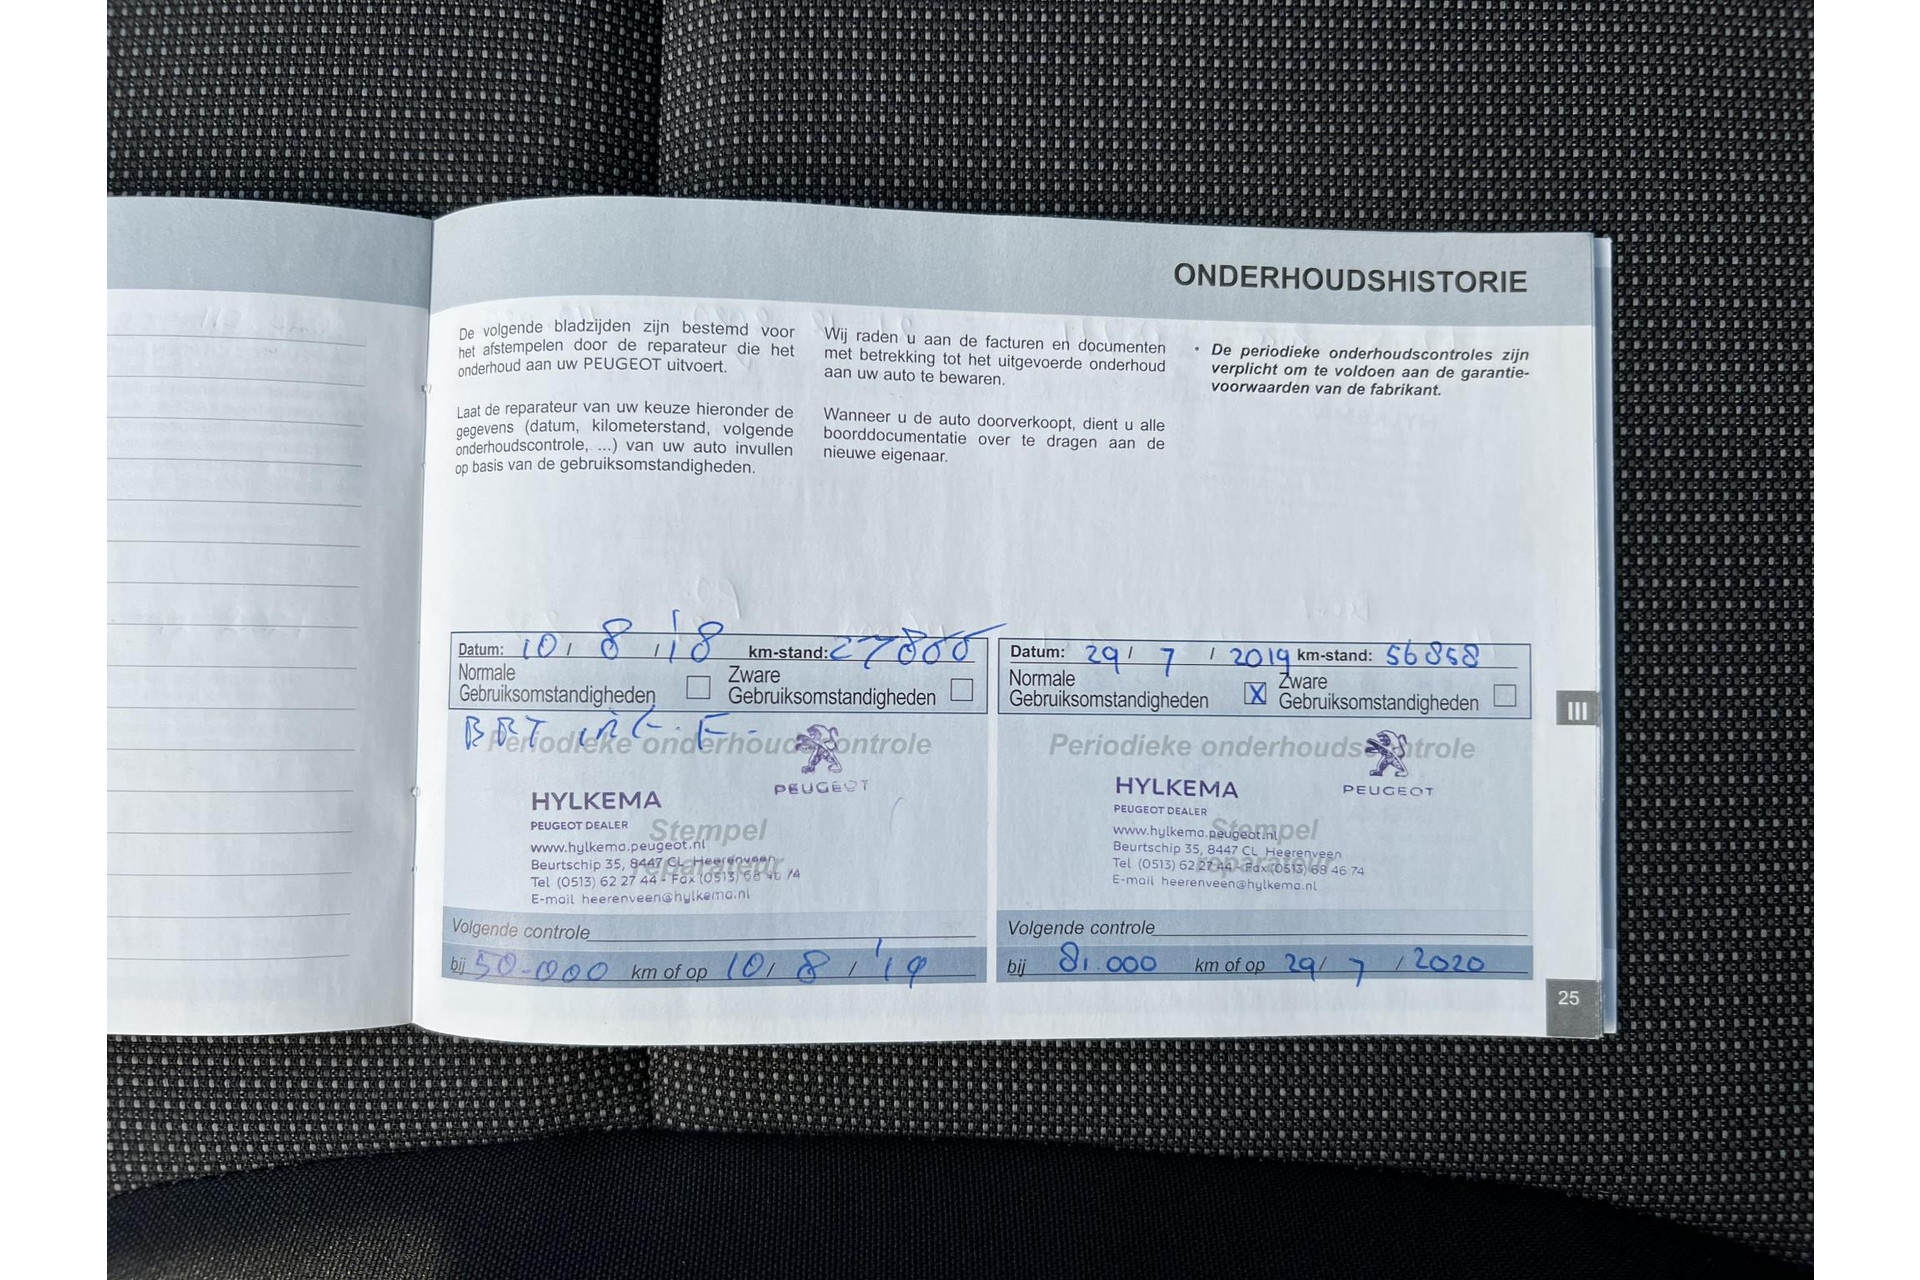 ONDERHOUDSHISTORIE
De volgende bladzijden zijn bestemd voor
het afstempelen door de reparateur die het
onderhoud aan uw PEUGEOT uitvoert.
Laat de reparateur van uw keuze hieronder de
gegevens (datum, kilometerstand, volgende
onderhoudscontrole, ...) van uw auto invullen
op basis van de gebruiksomstandigheden.
Wij raden u aan de facturen en documenten
met betrekking tot het uitgevoerde onderhoud
aan uw auto te bewaren.
Wanneer u de auto doorverkoopt, dient u alle
boorddocumentatie over te dragen aan de
nieuwe eigenaar.
• De periodieke onderhoudscontroles zijn
verplicht om te voldoen aan de garantie-
voorwaarden van de fabrikant.
Datum: 10 / 8 / '18 km-stand:
Normale
Gebruiksomstandigheden
Zware
Gebruiksomstandigheden
Periodieke onderhoudscontrole
PEUGEOT
HYLKEMA
PEUGEOT DEALER
Stempel
reparateur
www.hylkema.peugeot.nl
Beurtschip 35, 8447 CL Heerenveen
Tel (0513) 62 27 44 - Fax (0513) 68 46 74
E-mail heerenveen@hylkema.nl
Volgende controle
bij 50-000 km of op 10 / 8 / '19
Datum: 29 / 7 / 2019 km-stand: 56858
Normale
Gebruiksomstandigheden X
Zware
Gebruiksomstandigheden
Periodieke onderhoudscontrole
PEUGEOT
HYLKEMA
PEUGEOT DEALER
Stempel
reparateur
www.hylkema.peugeot.nl
Beurtschip 35, 8447 CL Heerenveen
Tel (0513) 62 27 44 - Fax (0513) 68 46 74
E-mail heerenveen@hylkema.nl
Volgende controle
bij 81.000 km of op 29 / 7 / 2020
III
25